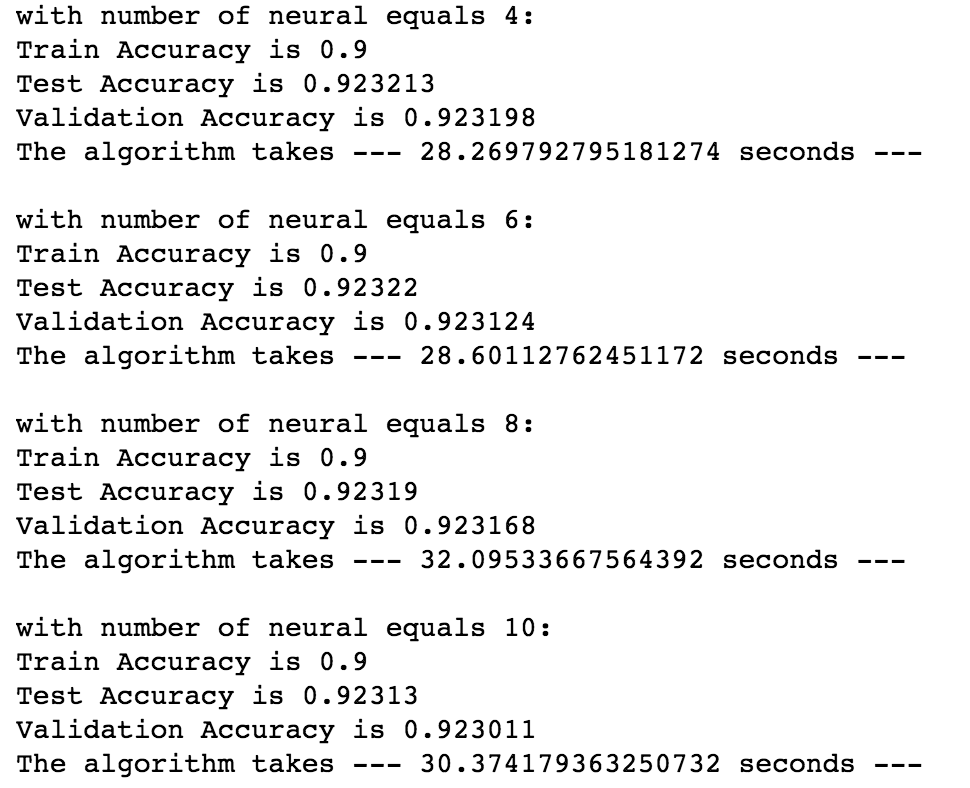 with number of neural equals 4:
Train Accuracy is 0.9
Test Accuracy is 0.923213
Validation Accuracy is 0.923198
The algorithm takes --- 28.269792795181274 seconds ---
with number of neural equals 6:
Train Accuracy is 0.9
Test Accuracy is 0.92322
Validation Accuracy is 0.923124
The algorithm takes --- 28.60112762451172 seconds ---
with number of neural equals 8:
Train Accuracy is 0.9
Test Accuracy is 0.92319
Validation Accuracy is 0.923168
The algorithm takes --- 32.09533667564392 seconds ---
with number of neural equals 10:
Train Accuracy is 0.9
Test Accuracy is 0.92313
Validation Accuracy is 0.923011
The algorithm takes --- 30.374179363250732 seconds ---